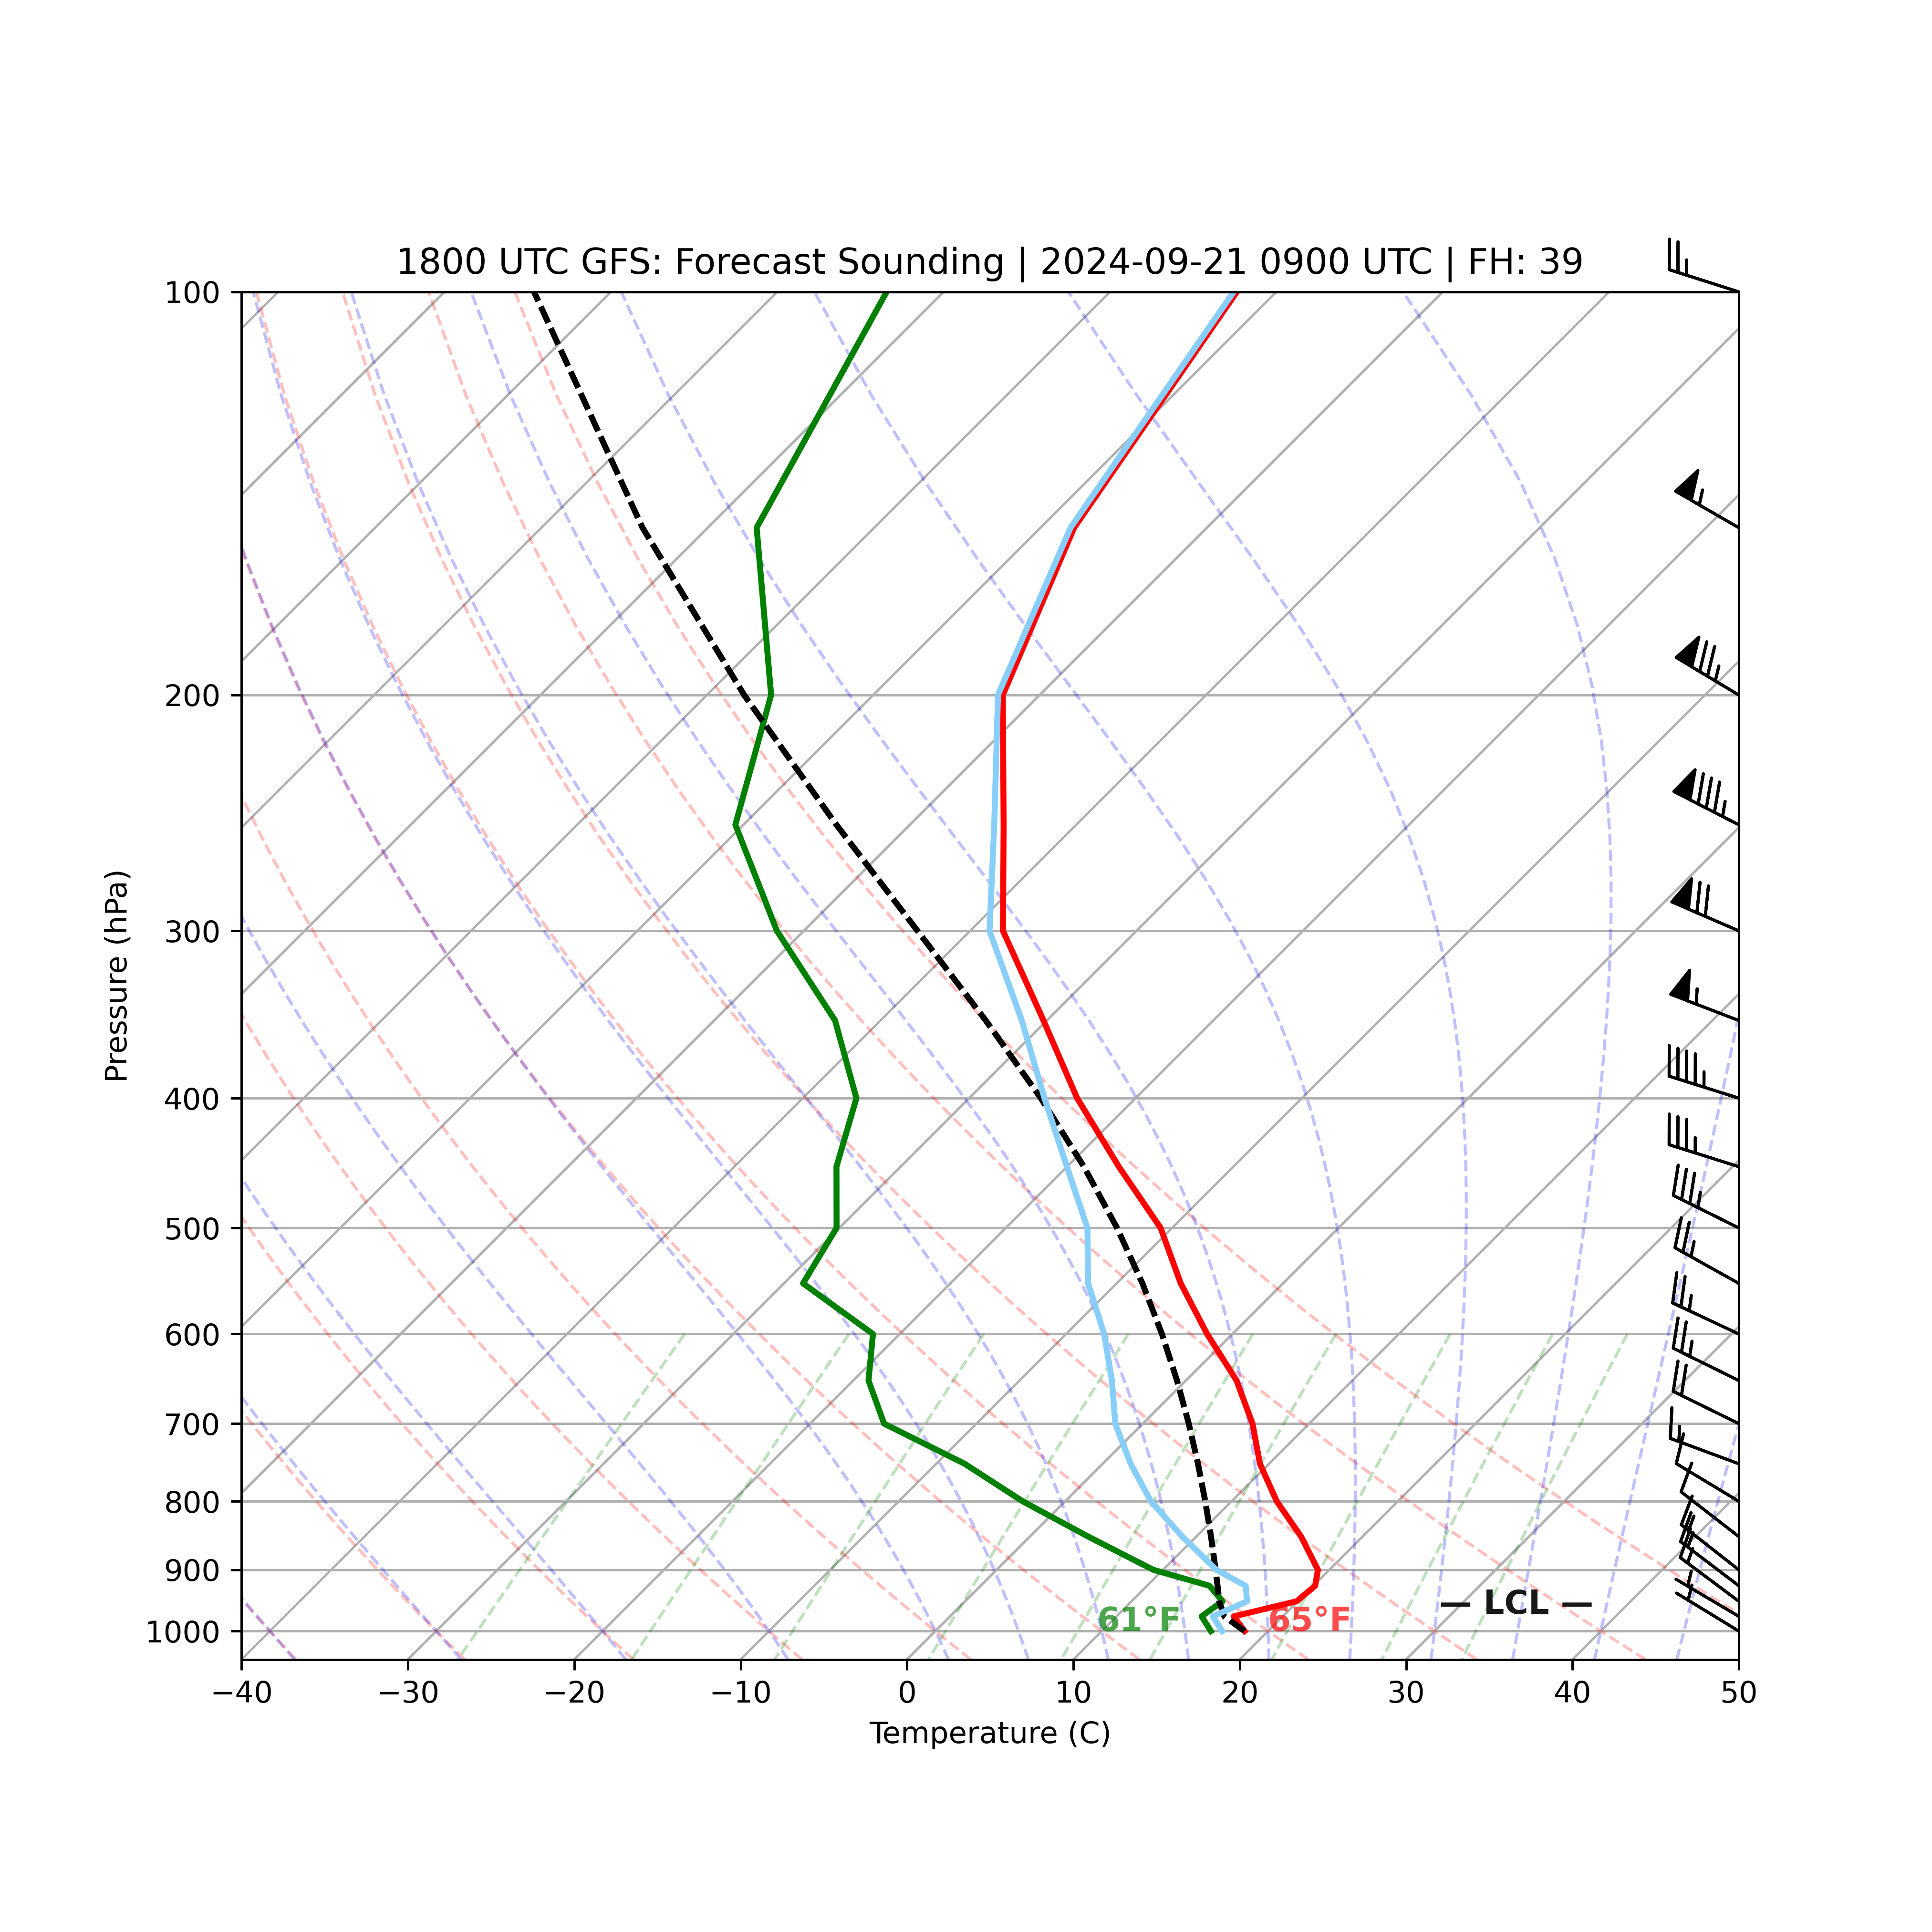 1800 UTC GFS: Forecast Sounding | 2024-09-21 0900 UTC | FH: 39
100
200
300
400
500
600
700
800
900
1000
Pressure (hPa)
61°F
65°F
— LCL —
−40 −30 −20 −10 0 10 20 30 40 50
Temperature (C)